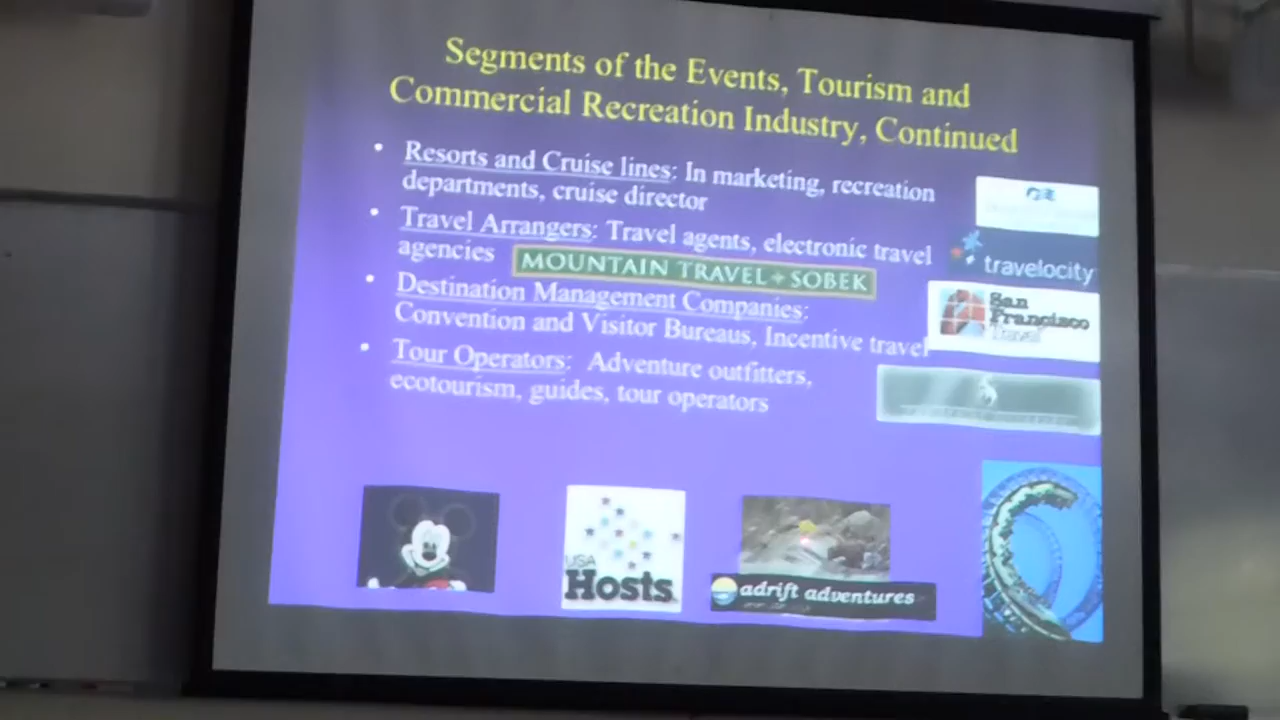 Segments of the Events, Tourism and
Commercial Recreation Industry, Continued
• Resorts and Cruise lines: In marketing, recreation
departments, cruise director
• Travel Arrangers: Travel agents, electronic travel
agencies
MOUNTAIN TRAVEL + SOBEK
travelocity
• Destination Management Companies:
Convention and Visitor Bureaus, Incentive travel
San
Francisco
Travel
• Tour Operators: Adventure outfitters,
ecotourism, guides, tour operators
USA
Hosts
adrift adventures